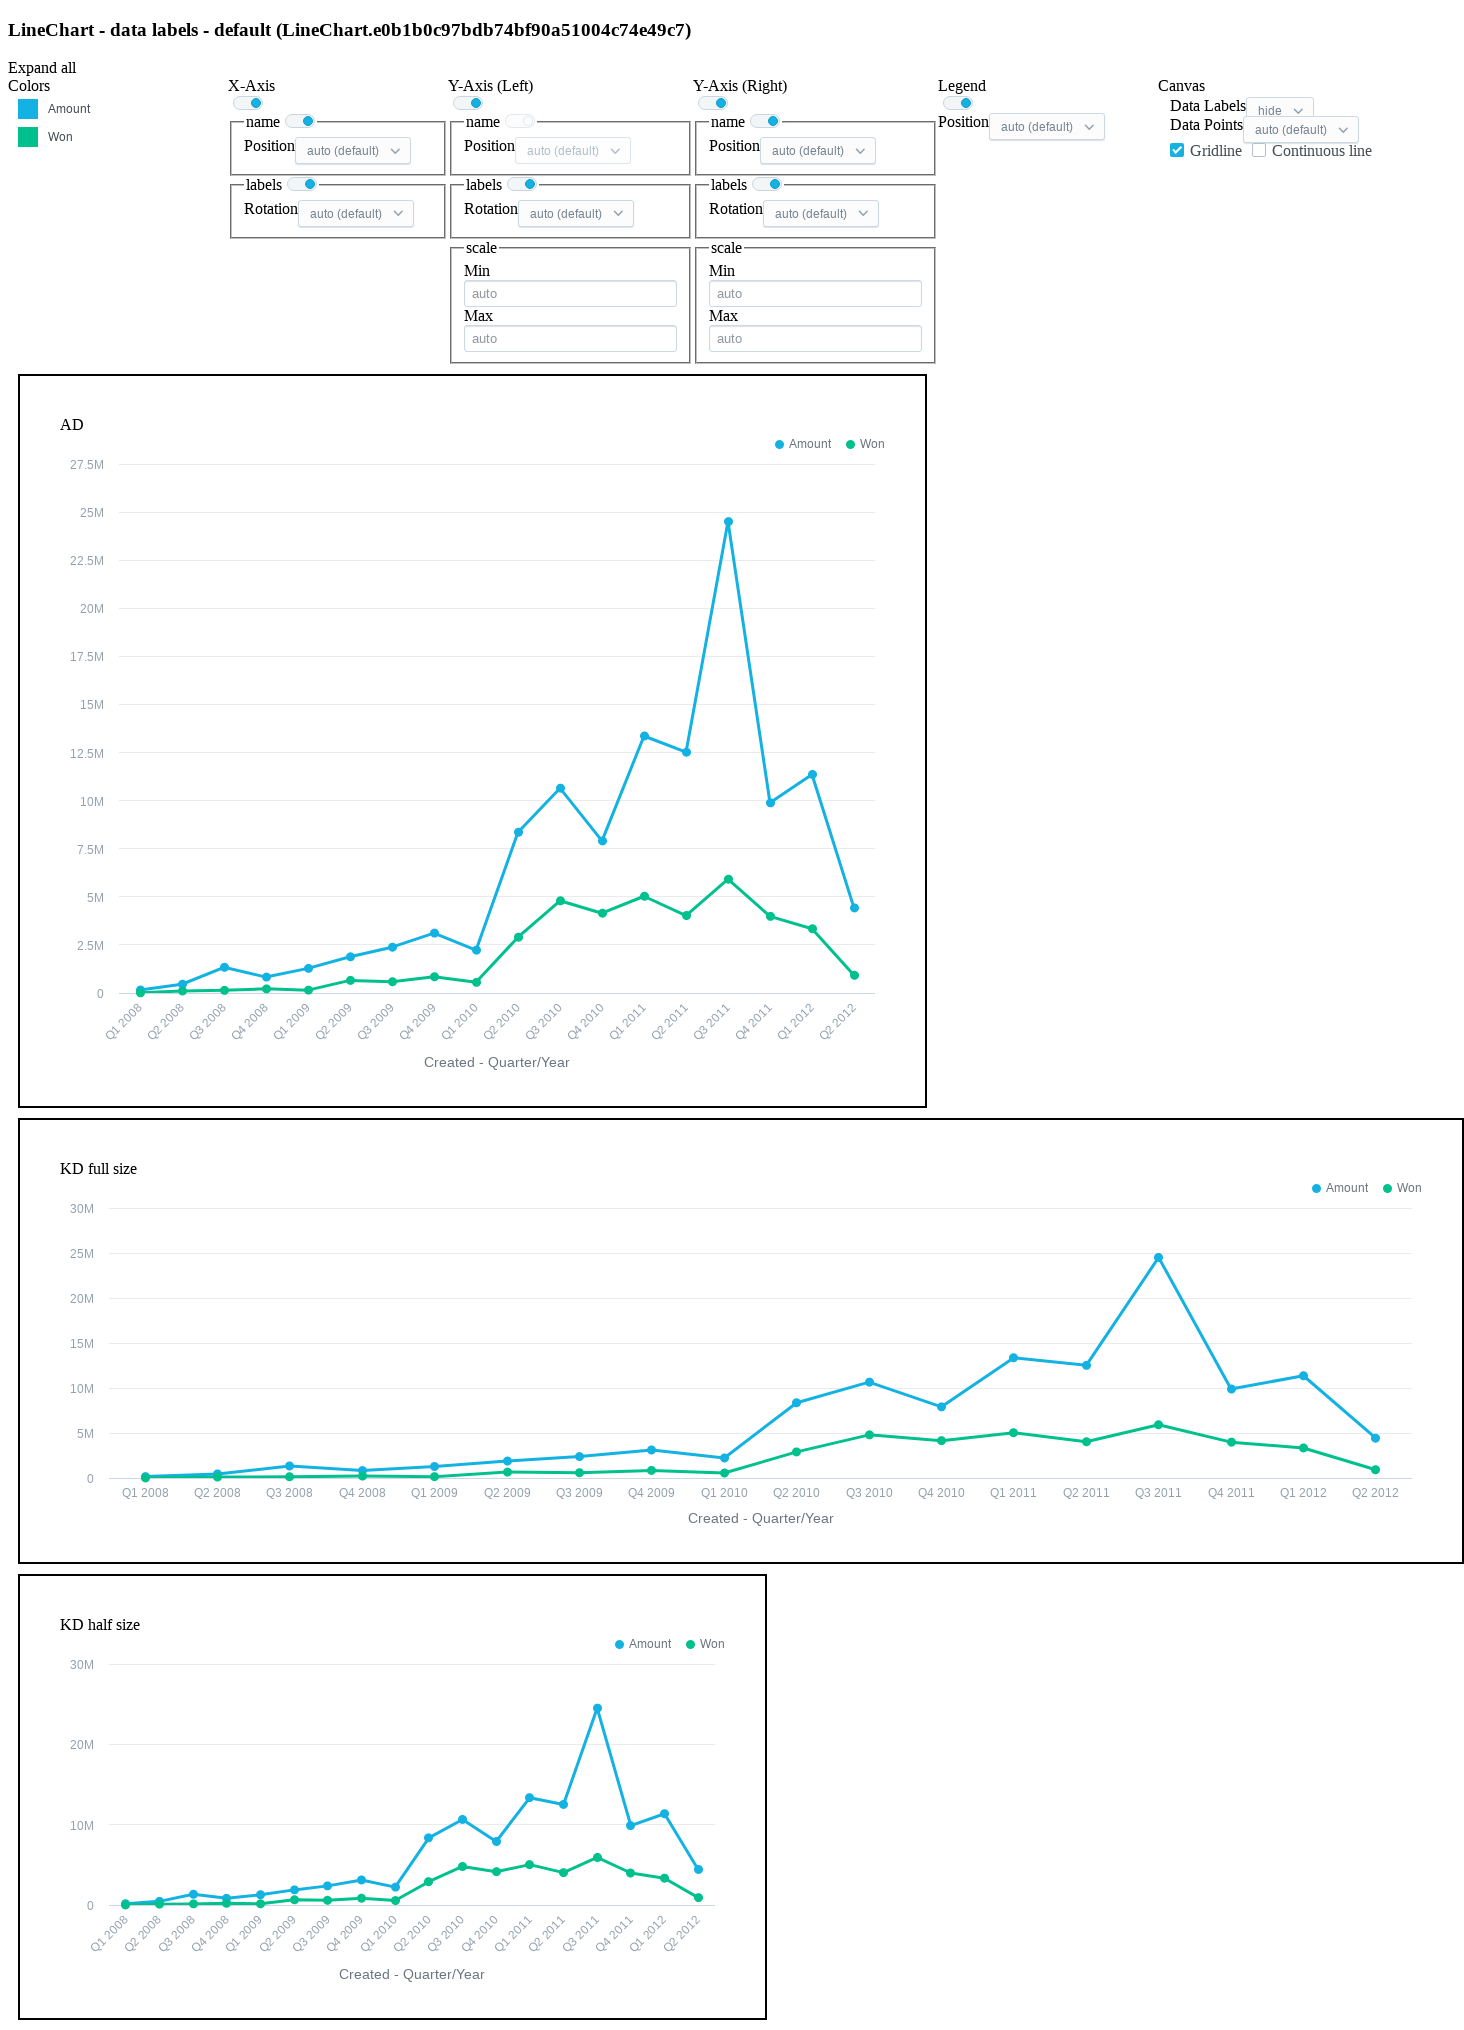 LineChart - data labels - default (LineChart.e0b1b0c97bdb74bf90a51004c74e49c7)
Expand all
Colors
Amount
Won
X-Axis
name
Position auto (default)
labels
Rotation auto (default)
Y-Axis (Left)
name
Position auto (default)
labels
Rotation auto (default)
scale
Min
auto
Max
auto
Y-Axis (Right)
name
Position auto (default)
labels
Rotation auto (default)
scale
Min
auto
Max
auto
Legend
Position auto (default)
Canvas
Data Labels hide
Data Points auto (default)
Gridline Continuous line
AD
Amount Won
27.5M
25M
22.5M
20M
17.5M
15M
12.5M
10M
7.5M
5M
2.5M
0
Q1 2008 Q2 2008 Q3 2008 Q4 2008 Q1 2009 Q2 2009 Q3 2009 Q4 2009 Q1 2010 Q2 2010 Q3 2010 Q4 2010 Q1 2011 Q2 2011 Q3 2011 Q4 2011 Q1 2012 Q2 2012
Created - Quarter/Year
KD full size
Amount Won
30M
25M
20M
15M
10M
5M
0
Q1 2008 Q2 2008 Q3 2008 Q4 2008 Q1 2009 Q2 2009 Q3 2009 Q4 2009 Q1 2010 Q2 2010 Q3 2010 Q4 2010 Q1 2011 Q2 2011 Q3 2011 Q4 2011 Q1 2012 Q2 2012
Created - Quarter/Year
KD half size
Amount Won
30M
20M
10M
0
Q1 2008 Q2 2008 Q3 2008 Q4 2008 Q1 2009 Q2 2009 Q3 2009 Q4 2009 Q1 2010 Q2 2010 Q3 2010 Q4 2010 Q1 2011 Q2 2011 Q3 2011 Q4 2011 Q1 2012 Q2 2012
Created - Quarter/Year